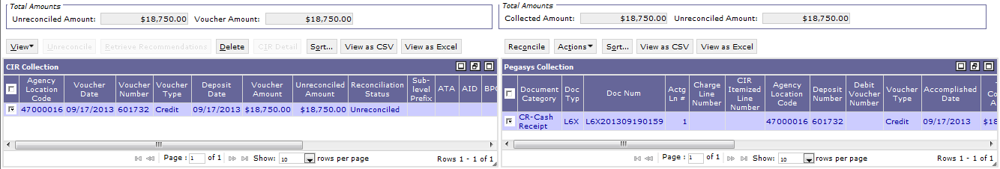 Total Amounts
Unreconciled Amount: $18,750.00 Voucher Amount: $18,750.00
View Unreconcile Retrieve Recommendations Delete CIR Detail Sort... View as CSV View as Excel
CIR Collection
Agency Location Code Voucher Date Voucher Number Voucher Type Deposit Date Voucher Amount Unreconciled Amount Reconciliation Status Sub-level Prefix ATA AID BPO
47000016 09/17/2013 601732 Credit 09/17/2013 $18,750.00 $18,750.00 Unreconciled
Page : 1 of 1 Show: 10 rows per page Rows 1 - 1 of 1
Total Amounts
Collected Amount: $18,750.00 Unreconciled Amount: $18,750.00
Reconcile Actions Sort... View as CSV View as Excel
Pegasys Collection
Document Category Doc Typ Doc Num Actg Ln # Charge Line Number CIR Itemized Line Number Agency Location Code Deposit Number Debit Voucher Number Voucher Type Accomplished Date
CR-Cash Receipt L6X L6X201309190159 1 47000016 601732 Credit 09/17/2013 $18
Page : 1 of 1 Show: 10 rows per page Rows 1 - 1 of 1